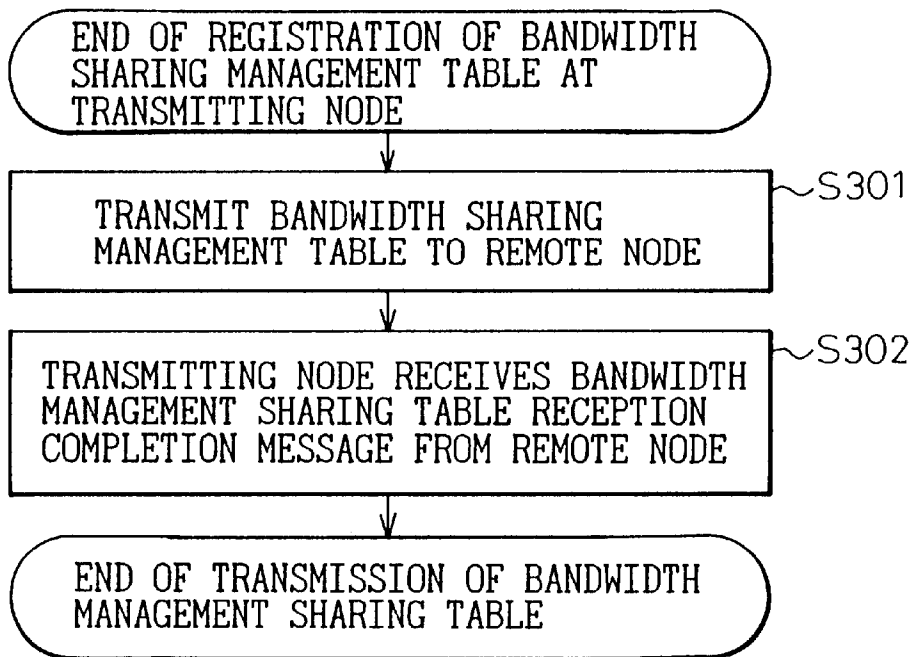 END OF REGISTRATION OF BANDWIDTH
SHARING MANAGEMENT TABLE AT
TRANSMITTING NODE
S301
TRANSMIT BANDWIDTH SHARING
MANAGEMENT TABLE TO REMOTE NODE
S302
TRANSMITTING NODE RECEIVES BANDWIDTH
MANAGEMENT SHARING TABLE RECEPTION
COMPLETION MESSAGE FROM REMOTE NODE
END OF TRANSMISSION OF BANDWIDTH
MANAGEMENT SHARING TABLE